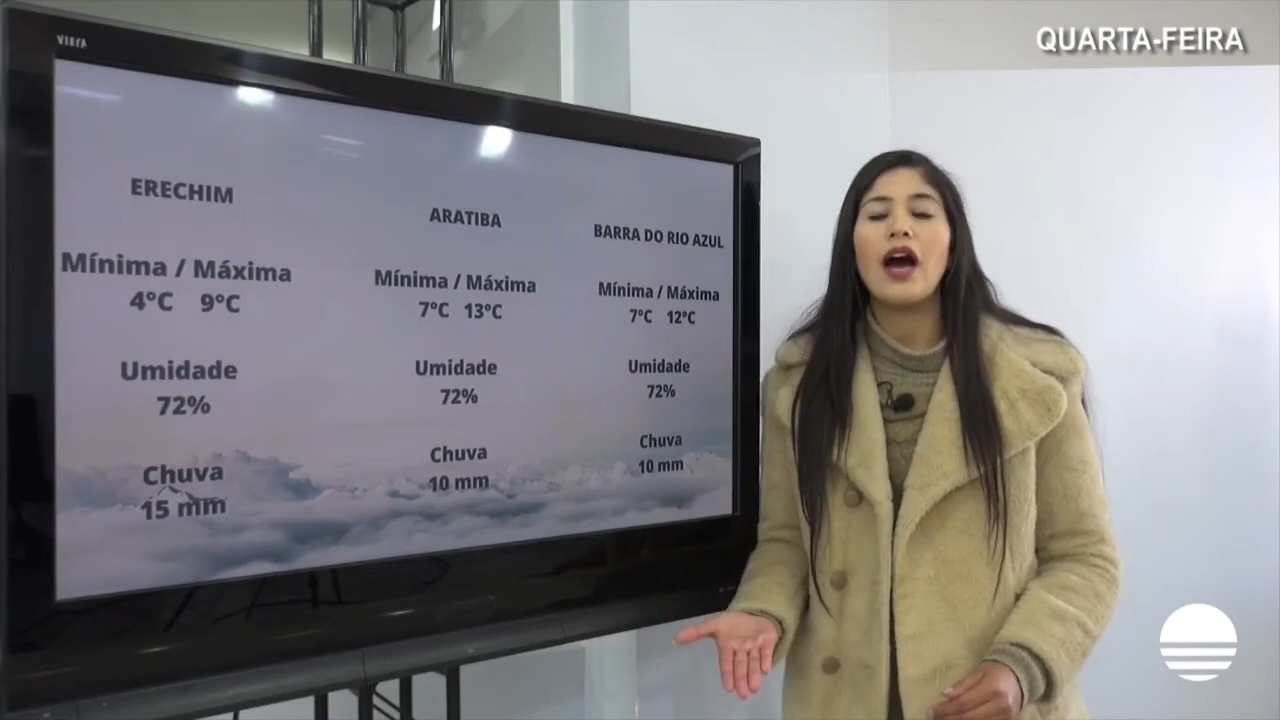 VIERA
QUARTA-FEIRA
ERECHIM
Mínima / Máxima
4°C 9°C
Umidade
72%
Chuva
15 mm
ARATIBA
Mínima / Máxima
7°C 13°C
Umidade
72%
Chuva
10 mm
BARRA DO RIO AZUL
Mínima / Máxima
7°C 12°C
Umidade
72%
Chuva
10 mm